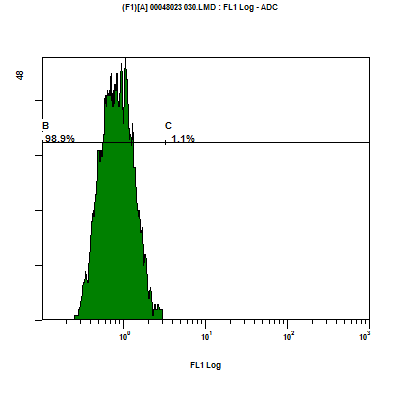 (F1)[A] 00048023 030.LMD : FL1 Log - ADC
48
B
C
98.9%
1.1%
10⁰
10¹
10²
10³
FL1 Log